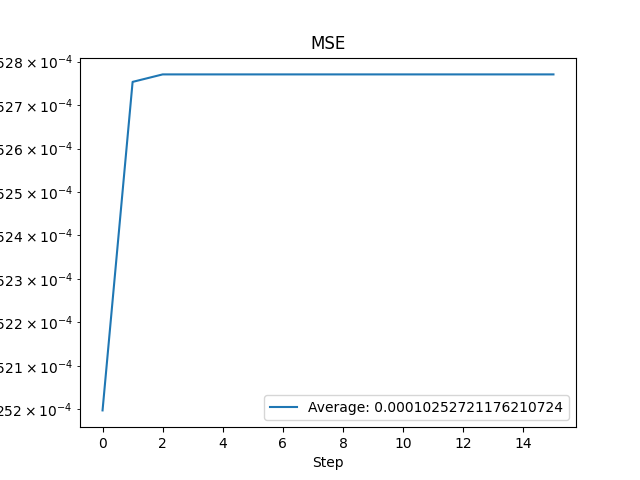 MSE
528 × 10⁻⁴
527 × 10⁻⁴
526 × 10⁻⁴
525 × 10⁻⁴
524 × 10⁻⁴
523 × 10⁻⁴
522 × 10⁻⁴
521 × 10⁻⁴
252 × 10⁻⁴
Average: 0.00010252721176210724
0 2 4 6 8 10 12 14
Step